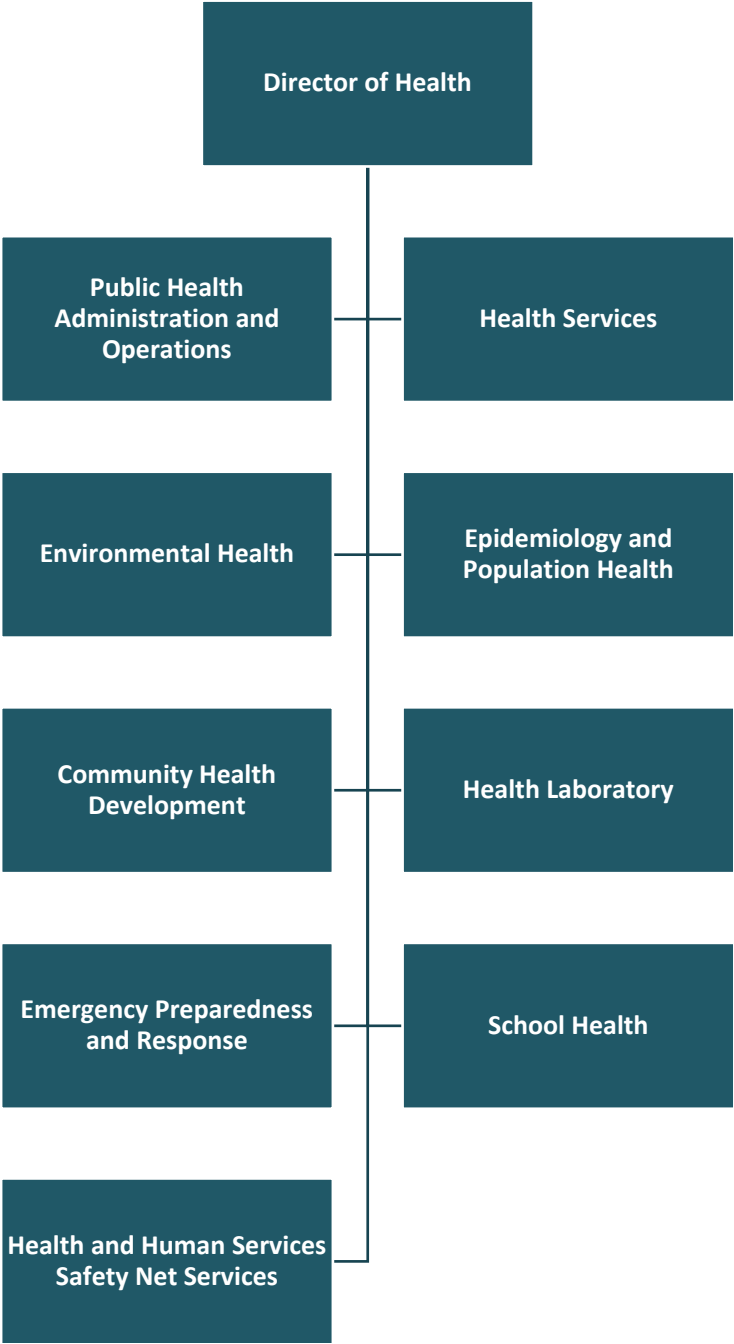 Director of Health
Public Health
Administration and
Operations
Health Services
Environmental Health
Epidemiology and
Population Health
Community Health
Development
Health Laboratory
Emergency Preparedness
and Response
School Health
Health and Human Services
Safety Net Services